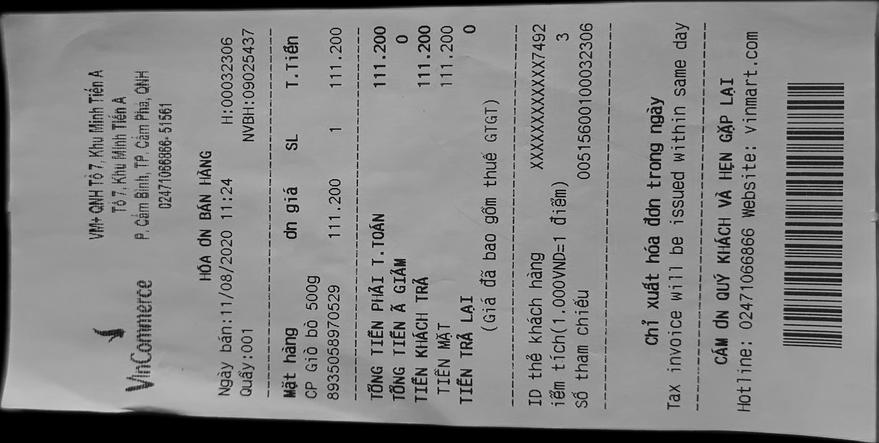 VinCommerce
VM+ QNH Tổ 7, Khu Minh Tiến A
Tổ 7, Khu Minh Tiến A
P. Cẩm Bình, TP. Cẩm Phả, QNH
02471066866- 51561
HÓA ĐN BÁN HÀNG
Ngày bán:11/08/2020 11:24 H:00032306
Quầy:001 NVBH:09025437
Mặt hàng đn giá SL T.Tiền
CP Giò bò 500g
8935058970529 111.200 1 111.200
TỔNG TIỀN PHẢI T.TOÁN 111.200
TỔNG TIỀN Ã GIẢM 0
TIỀN KHÁCH TRẢ 111.200
TIỀN MẶT 111.200
TIỀN TRẢ LẠI 0
(Giá đã bao gồm thuế GTGT)
ID thẻ khách hàng XXXXXXXXXXXX7492
iểm tích(1.000VND=1 điểm) 3
Số tham chiếu 00515600100032306
Chỉ xuất hóa đơn trong ngày
Tax invoice will be issued within same day
CẢM ƠN QUÝ KHÁCH VÀ HẸN GẶP LẠI
Hotline: 02471066866 Website: vinmart.com